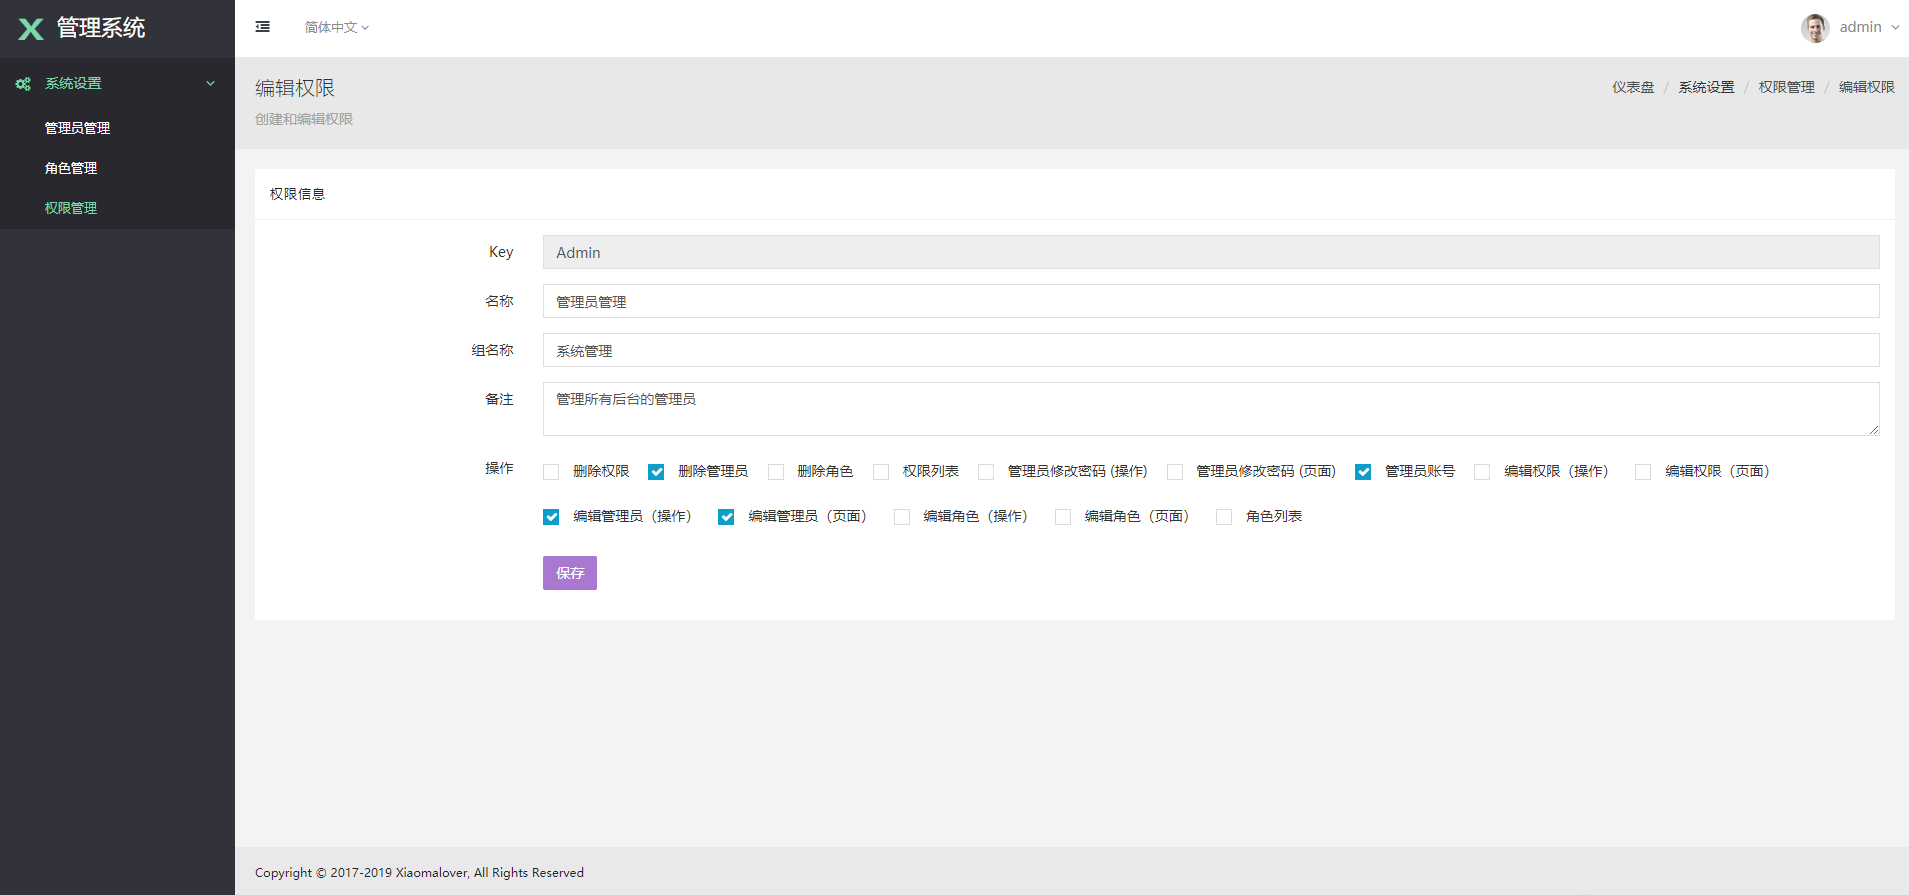 管理系统
简体中文
admin
系统设置
管理员管理
角色管理
权限管理
编辑权限
创建和编辑权限
仪表盘 / 系统设置 / 权限管理 / 编辑权限
权限信息
Key Admin
名称 管理员管理
组名称 系统管理
备注 管理所有后台的管理员
操作 删除权限 删除管理员 删除角色 权限列表 管理员修改密码 (操作) 管理员修改密码 (页面) 管理员账号 编辑权限（操作） 编辑权限（页面）
编辑管理员（操作） 编辑管理员（页面） 编辑角色（操作） 编辑角色（页面） 角色列表
保存
Copyright © 2017-2019 Xiaomalover, All Rights Reserved